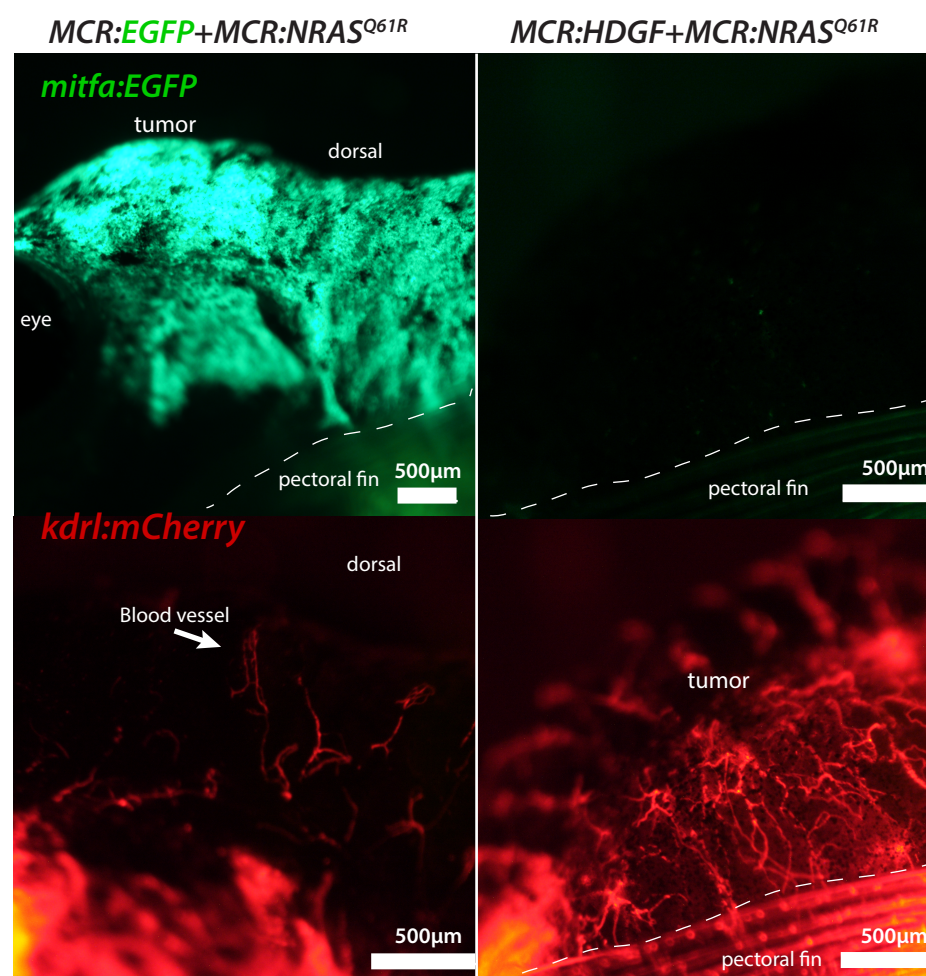 MCR:EGFP+MCR:NRASQ61R
MCR:HDGF+MCR:NRASQ61R
mitfa:EGFP
tumor
dorsal
eye
pectoral fin
500μm
500μm
pectoral fin
kdrl:mCherry
dorsal
Blood vessel
500μm
tumor
500μm
pectoral fin